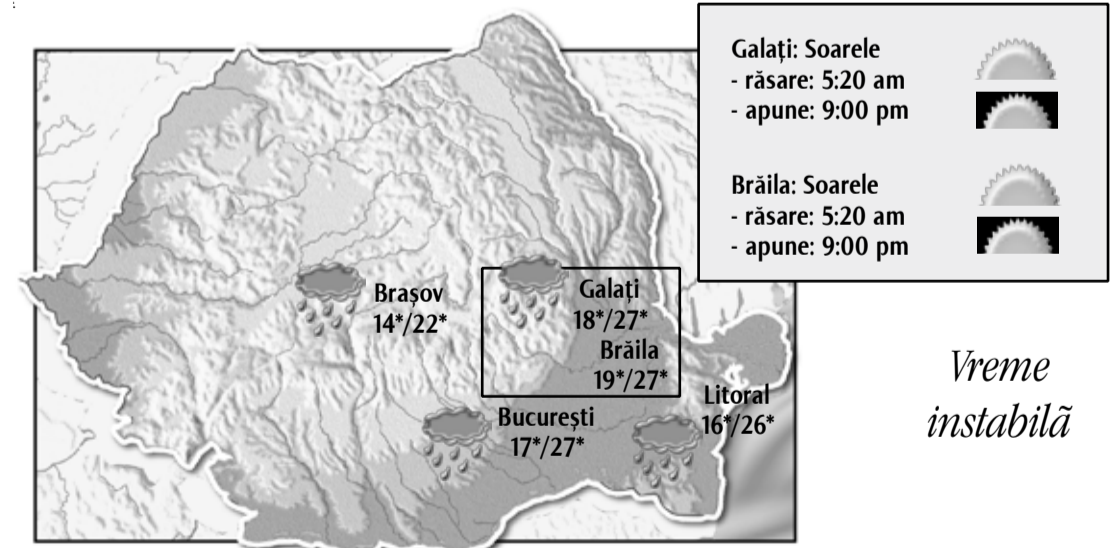 Galați: Soarele
- răsare: 5:20 am
- apune: 9:00 pm
Brăila: Soarele
- răsare: 5:20 am
- apune: 9:00 pm
Brașov
14*/22*
Galați
18*/27*
Brăila
19*/27*
Litoral
16*/26*
București
17*/27*
Vreme
instabilã